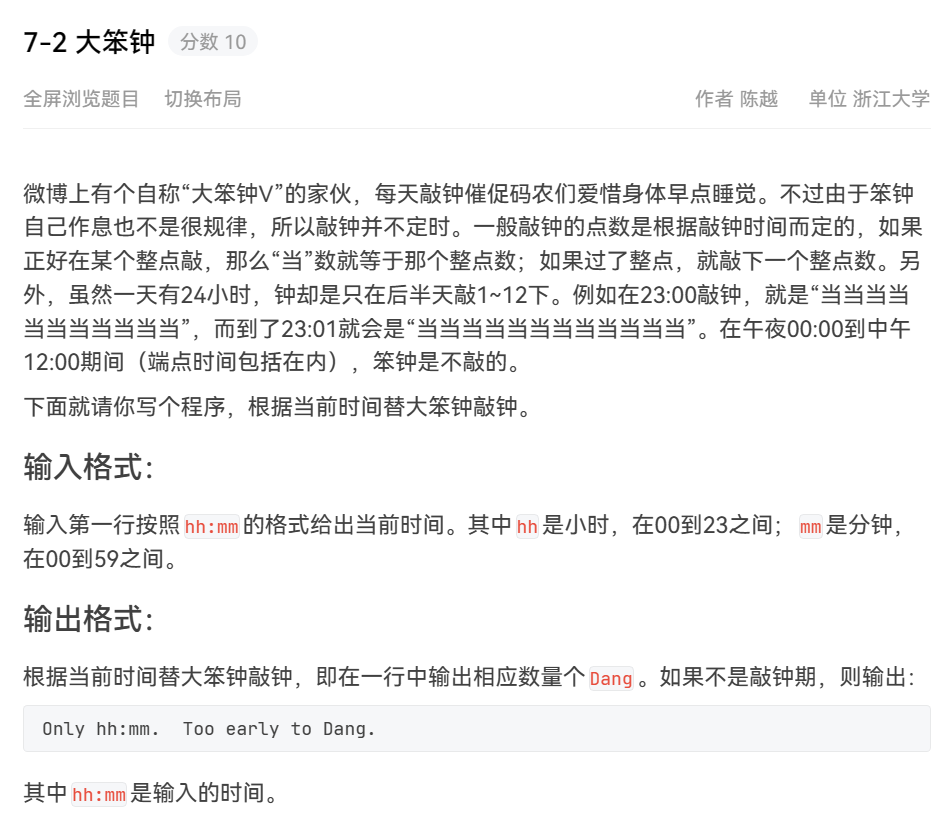 7-2 大笨钟 分数 10
全屏浏览题目 切换布局 作者 陈越 单位 浙江大学
微博上有个自称“大笨钟V”的家伙，每天敲钟催促码农们爱惜身体早点睡觉。不过由于笨钟
自己作息也不是很规律，所以敲钟并不定时。一般敲钟的点数是根据敲钟时间而定的，如果
正好在某个整点敲，那么“当”数就等于那个整点数；如果过了整点，就敲下一个整点数。另
外，虽然一天有24小时，钟却是只在后半天敲1~12下。例如在23:00敲钟，就是“当当当当
当当当当当当当”，而到了23:01就会是“当当当当当当当当当当当当”。在午夜00:00到中午
12:00期间（端点时间包括在内），笨钟是不敲的。
下面就请你写个程序，根据当前时间替大笨钟敲钟。
输入格式：
输入第一行按照hh:mm的格式给出当前时间。其中hh是小时，在00到23之间；mm是分钟，
在00到59之间。
输出格式：
根据当前时间替大笨钟敲钟，即在一行中输出相应数量个Dang。如果不是敲钟期，则输出：
Only hh:mm.  Too early to Dang.
其中hh:mm是输入的时间。